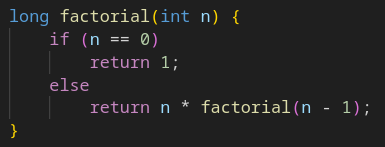 long factorial(int n) {
    if (n == 0)
        return 1;
    else
        return n * factorial(n - 1);
}